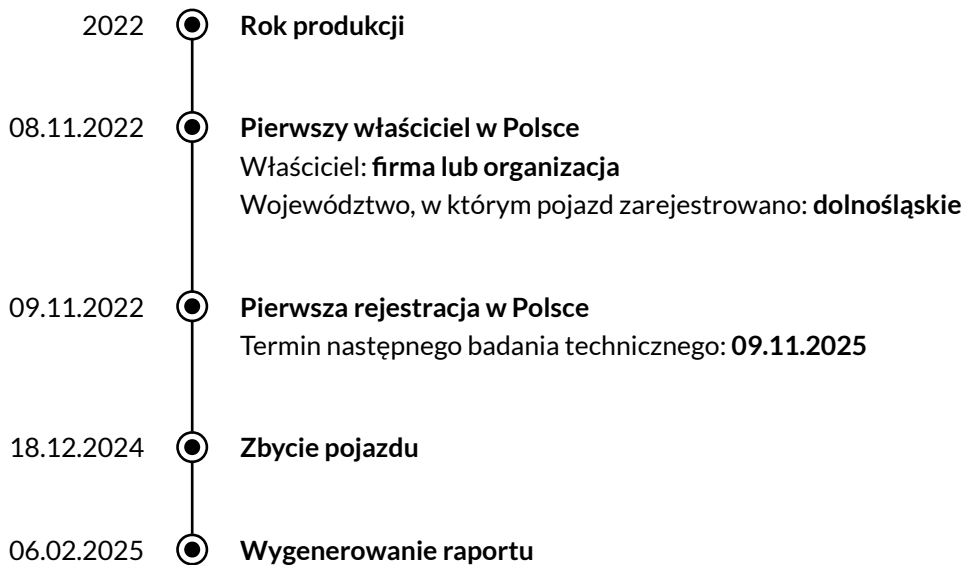 2022 Rok produkcji
08.11.2022 Pierwszy właściciel w Polsce
Właściciel: firma lub organizacja
Województwo, w którym pojazd zarejestrowano: dolnośląskie
09.11.2022 Pierwsza rejestracja w Polsce
Termin następnego badania technicznego: 09.11.2025
18.12.2024 Zbycie pojazdu
06.02.2025 Wygenerowanie raportu